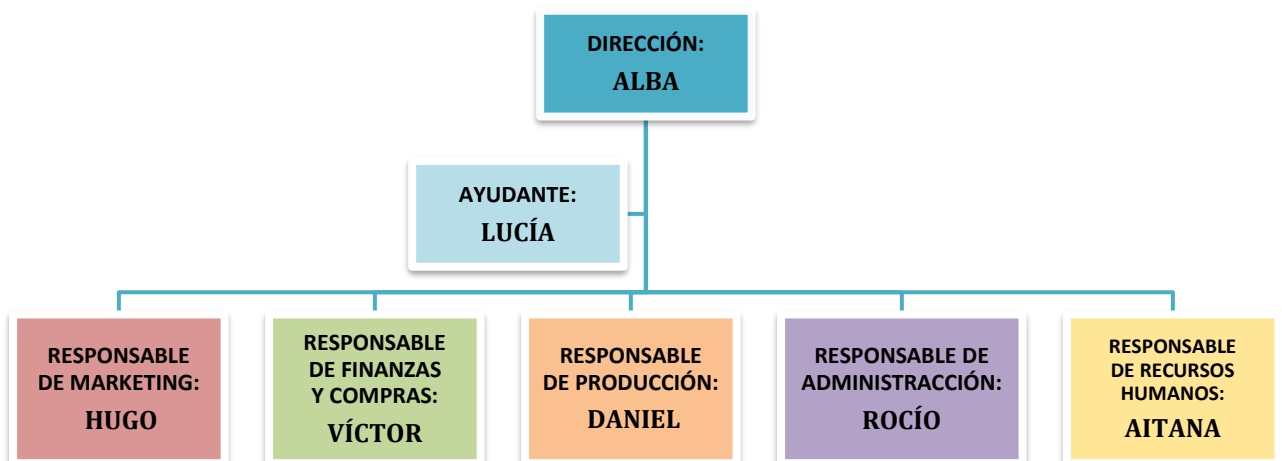 DIRECCIÓN:
ALBA
AYUDANTE:
LUCÍA
RESPONSABLE
DE MARKETING:
HUGO
RESPONSABLE
DE FINANZAS
Y COMPRAS:
VÍCTOR
RESPONSABLE
DE PRODUCCIÓN:
DANIEL
RESPONSABLE DE
ADMINISTRACCIÓN:
ROCÍO
RESPONSABLE
DE RECURSOS
HUMANOS:
AITANA